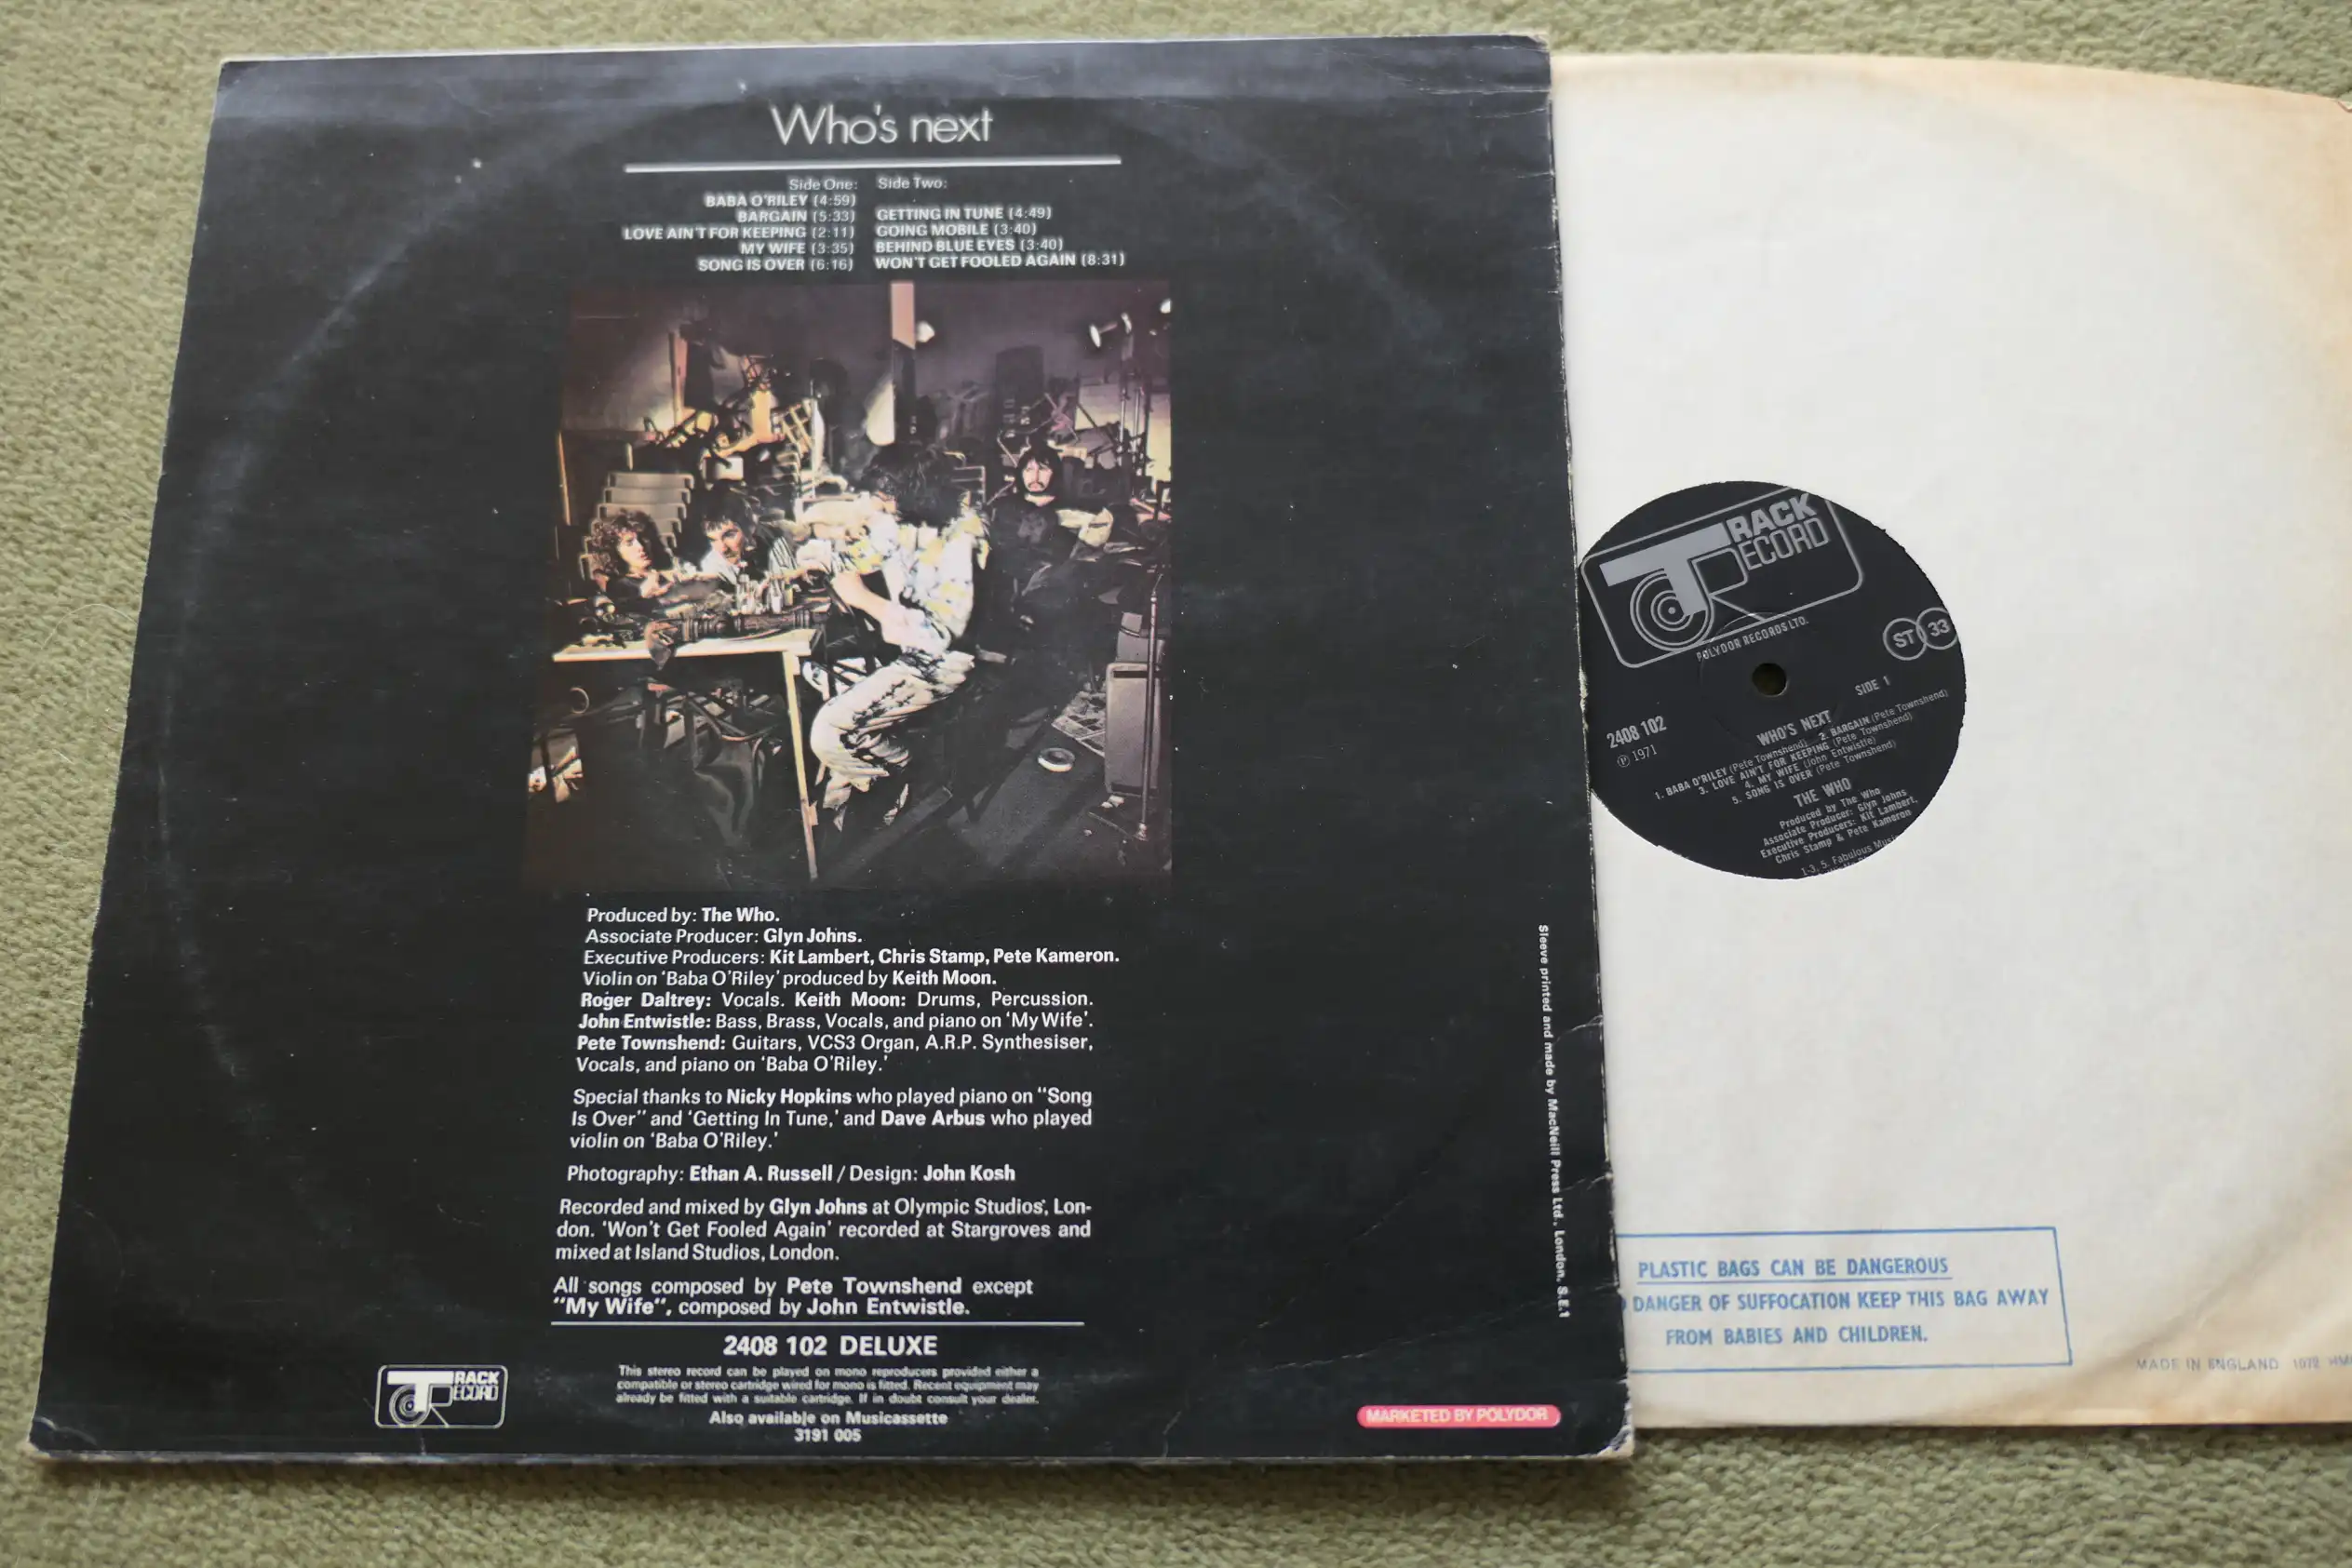 Who's next
Side One:
BABA O'RILEY (4:59)
BARGAIN (5:33)
LOVE AIN'T FOR KEEPING (2:11)
MY WIFE (3:35)
SONG IS OVER (6:16)
Side Two:
GETTING IN TUNE (4:49)
GOING MOBILE (3:40)
BEHIND BLUE EYES (3:40)
WON'T GET FOOLED AGAIN (8:31)
Produced by: The Who.
Associate Producer: Glyn Johns.
Executive Producers: Kit Lambert, Chris Stamp, Pete Kameron.
Violin on 'Baba O'Riley' produced by Keith Moon.
Roger Daltrey: Vocals. Keith Moon: Drums, Percussion.
John Entwistle: Bass, Brass, Vocals, and piano on 'My Wife'.
Pete Townshend: Guitars, VCS3 Organ, A.R.P. Synthesiser,
Vocals, and piano on 'Baba O'Riley.'
Special thanks to Nicky Hopkins who played piano on "Song
Is Over" and 'Getting In Tune,' and Dave Arbus who played
violin on 'Baba O'Riley.'
Photography: Ethan A. Russell / Design: John Kosh
Recorded and mixed by Glyn Johns at Olympic Studios, Lon-
don. 'Won't Get Fooled Again' recorded at Stargroves and
mixed at Island Studios, London.
All songs composed by Pete Townshend except
"My Wife", composed by John Entwistle.
2408 102 DELUXE
This stereo record can be played on mono reproducers provided either a
compatible or stereo cartridge wired for mono is fitted. Recent equipment may
already be fitted with a suitable cartridge. If in doubt consult your dealer.
Also available on Musicassette
3191 005
TRACK
RECORD
MARKETED BY POLYDOR
Sleeve printed and made by MacNeill Press Ltd., London, S.E.1
TRACK
RECORD
POLYDOR RECORDS LTD.
ST 33
SIDE 1
2408 102
Ⓟ 1971
WHO'S NEXT
1. BABA O'RILEY (Pete Townshend) 2. BARGAIN (Pete Townshend)
3. LOVE AIN'T FOR KEEPING (Pete Townshend)
4. MY WIFE (John Entwistle)
5. SONG IS OVER (Pete Townshend)
THE WHO
Produced by The Who
Associate Producer: Glyn Johns
Executive Producers: Kit Lambert,
Chris Stamp & Pete Kameron
1-3, 5. Fabulous
PLASTIC BAGS CAN BE DANGEROUS
DANGER OF SUFFOCATION KEEP THIS BAG AWAY
FROM BABIES AND CHILDREN.
MADE IN ENGLAND